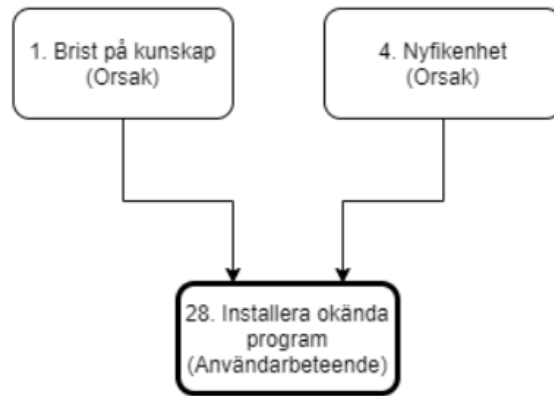 1. Brist på kunskap
(Orsak)
4. Nyfikenhet
(Orsak)
28. Installera okända
program
(Användarbeteende)